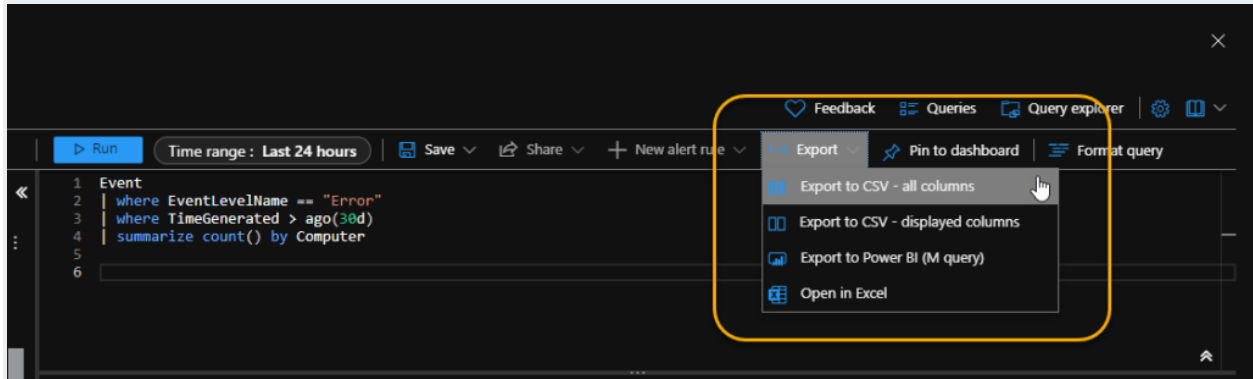 Feedback Queries Query explorer
Run Time range : Last 24 hours Save Share New alert rule Export Pin to dashboard Format query
1 Event
2 | where EventLevelName == "Error"
3 | where TimeGenerated > ago(30d)
4 | summarize count() by Computer
5
6
Export to CSV - all columns
Export to CSV - displayed columns
Export to Power BI (M query)
Open in Excel